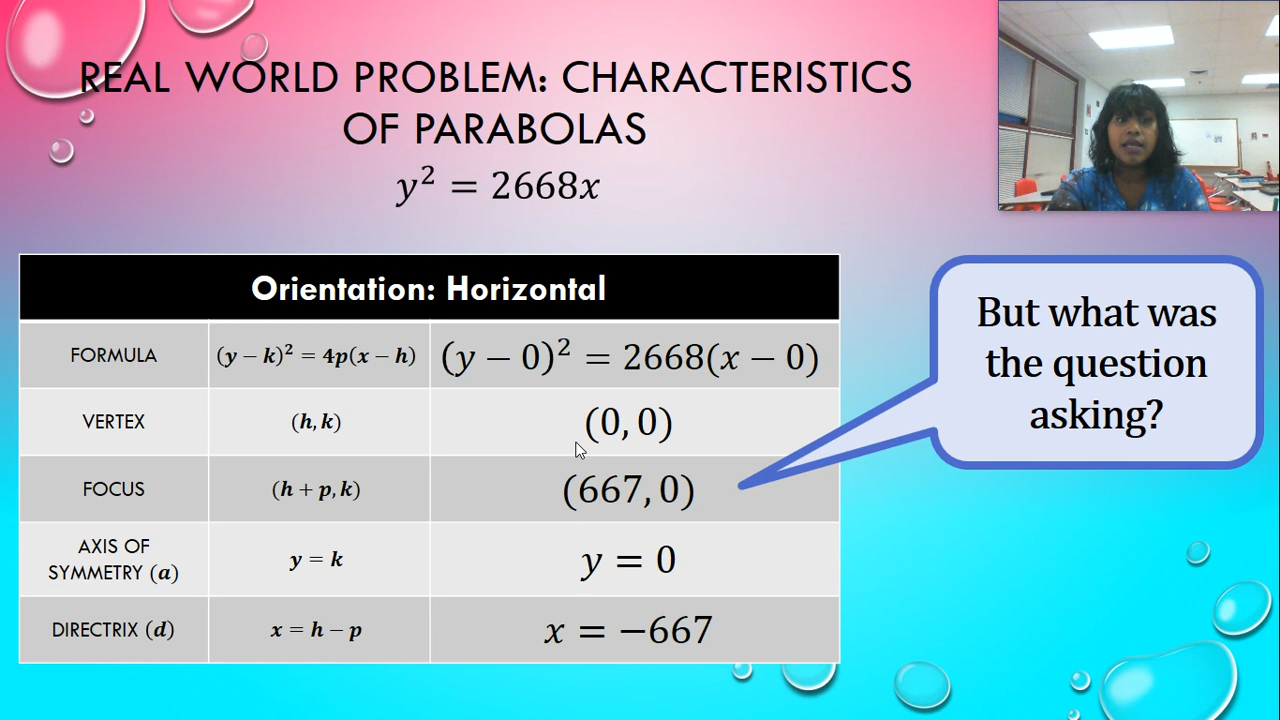 REAL WORLD PROBLEM: CHARACTERISTICS
OF PARABOLAS
y² = 2668x
Orientation: Horizontal
FORMULA (y − k)² = 4p(x − h) (y − 0)² = 2668(x − 0)
VERTEX (h, k) (0, 0)
FOCUS (h + p, k) (667, 0)
AXIS OF
SYMMETRY (a) y = k y = 0
DIRECTRIX (d) x = h − p x = −667
But what was
the question
asking?